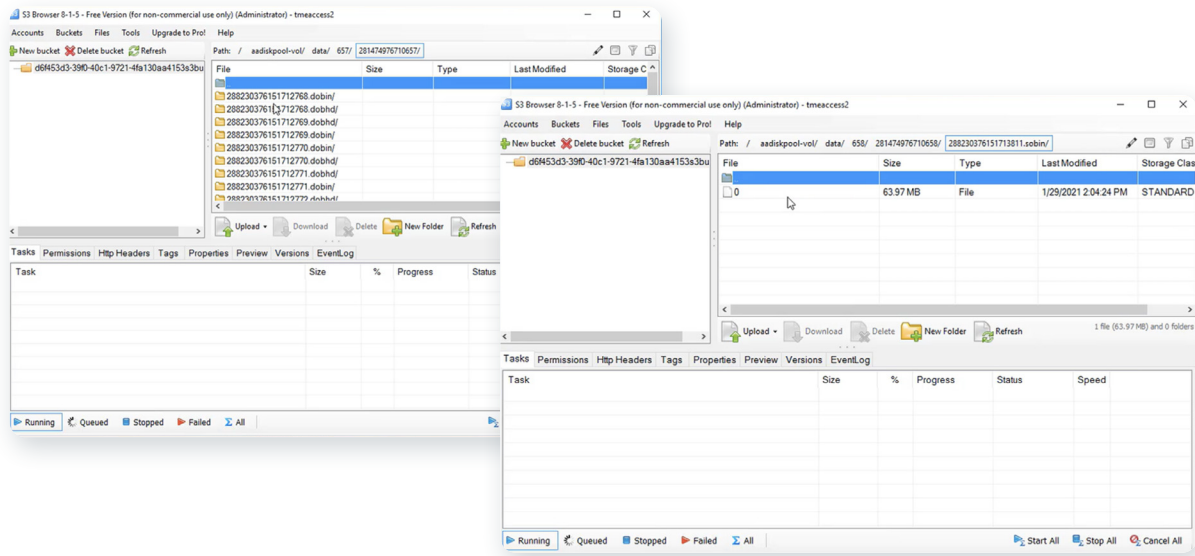 S3 Browser 8-1-5 - Free Version (for non-commercial use only) (Administrator) - tmeaccess2
Accounts Buckets Files Tools Upgrade to Pro! Help
New bucket Delete bucket Refresh
Path: / aadiskpool-vol/ data/ 657/ 281474976710657/
d6f453d3-39f0-40c1-9721-4fa130aa4153s3bu
File Size Type Last Modified Storage C
..
288230376151712768.dobin/
288230376151712768.dobhd/
288230376151712769.dobhd/
288230376151712769.dobin/
288230376151712770.dobin/
288230376151712770.dobhd/
288230376151712771.dobhd/
288230376151712771.dobin/
288230376151712772.dobhd/
Upload Download Delete New Folder Refresh
Tasks Permissions Http Headers Tags Properties Preview Versions EventLog
Task Size % Progress Status
Running Queued Stopped Failed All
S3 Browser 8-1-5 - Free Version (for non-commercial use only) (Administrator) - tmeaccess2
Accounts Buckets Files Tools Upgrade to Pro! Help
New bucket Delete bucket Refresh
Path: / aadiskpool-vol/ data/ 658/ 281474976710658/ 288230376151713811.sobin/
d6f453d3-39f0-40c1-9721-4fa130aa4153s3bu
File Size Type Last Modified Storage Clas
..
0 63.97 MB File 1/29/2021 2:04:24 PM STANDARD
Upload Download Delete New Folder Refresh
1 file (63.97 MB) and 0 folders
Tasks Permissions Http Headers Tags Properties Preview Versions EventLog
Task Size % Progress Status Speed
Running Queued Stopped Failed All
Start All Stop All Cancel All